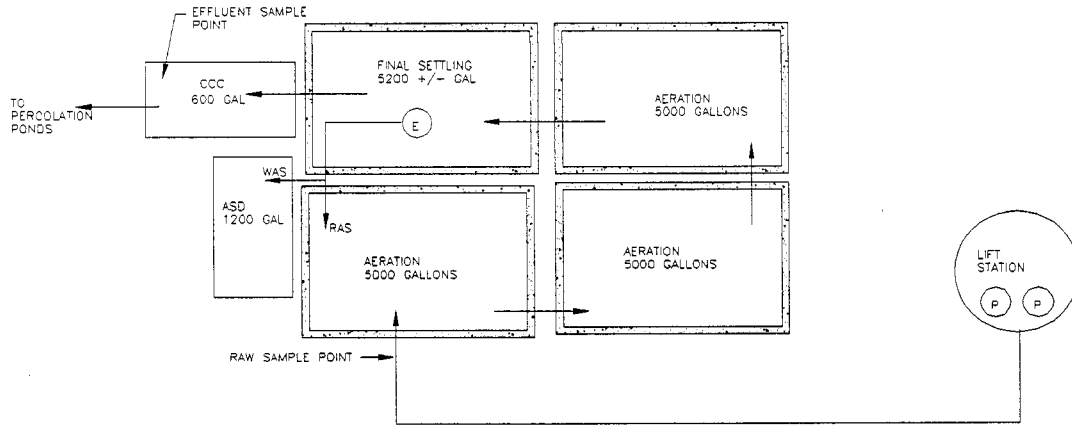 EFFLUENT SAMPLE
POINT
CCC
600 GAL
TO
PERCOLATION
PONDS
FINAL SETTLING
5200 +/- GAL
E
AERATION
5000 GALLONS
WAS
ASD
1200 GAL
RAS
AERATION
5000 GALLONS
AERATION
5000 GALLONS
LIFT
STATION
P
P
RAW SAMPLE POINT